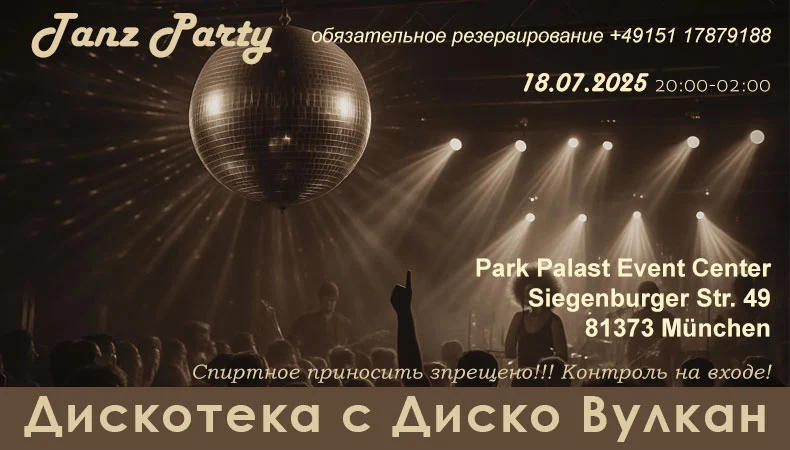 Tanz Party
обязательное резервирование +49151 17879188
18.07.2025 20:00-02:00
Park Palast Event Center
Siegenburger Str. 49
81373 München
Спиртное приносить зпрещено!!! Контроль на входе!
Дискотека с Диско Вулкан